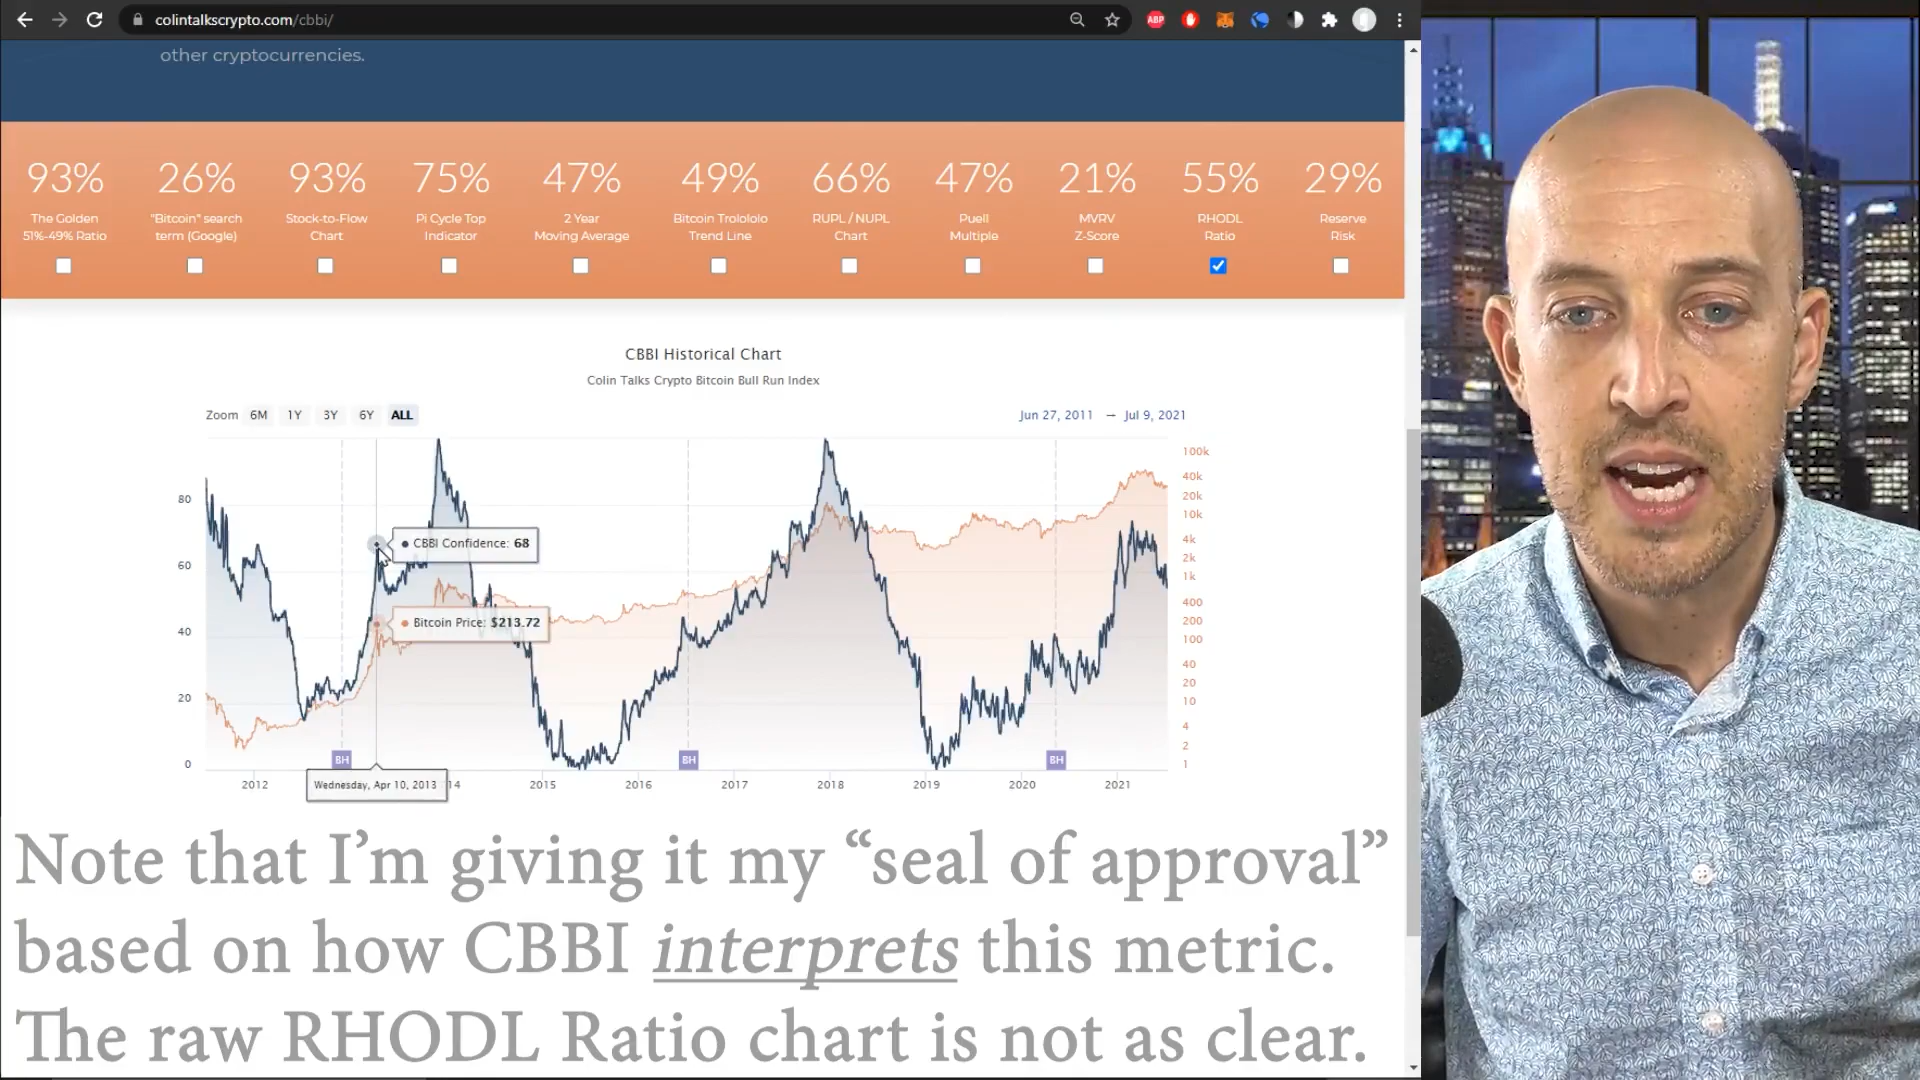 colintalkscrypto.com/cbbi/
ABP
other cryptocurrencies.
93% 26% 93% 75% 47% 49% 66% 47% 21% 55% 29%
The Golden "Bitcoin" search Stock-to-Flow Pi Cycle Top 2 Year Bitcoin Trolololo RUPL / NUPL Puell MVRV RHODL Reserve
51%-49% Ratio term (Google) Chart Indicator Moving Average Trend Line Chart Multiple Z-Score Ratio Risk
CBBI Historical Chart
Colin Talks Crypto Bitcoin Bull Run Index
Zoom 6M 1Y 3Y 6Y ALL Jun 27, 2011 → Jul 9, 2021
100k
40k
80
20k
10k
CBBI Confidence: 68
4k
2k
60
1k
400
Bitcoin Price: $213.72
200
40
100
40
20
20
10
4
2
BH BH BH
0
1
2012 Wednesday, Apr 10, 2013 14 2015 2016 2017 2018 2019 2020 2021
Note that I’m giving it my “seal of approval”
based on how CBBI interprets this metric.
The raw RHODL Ratio chart is not as clear.